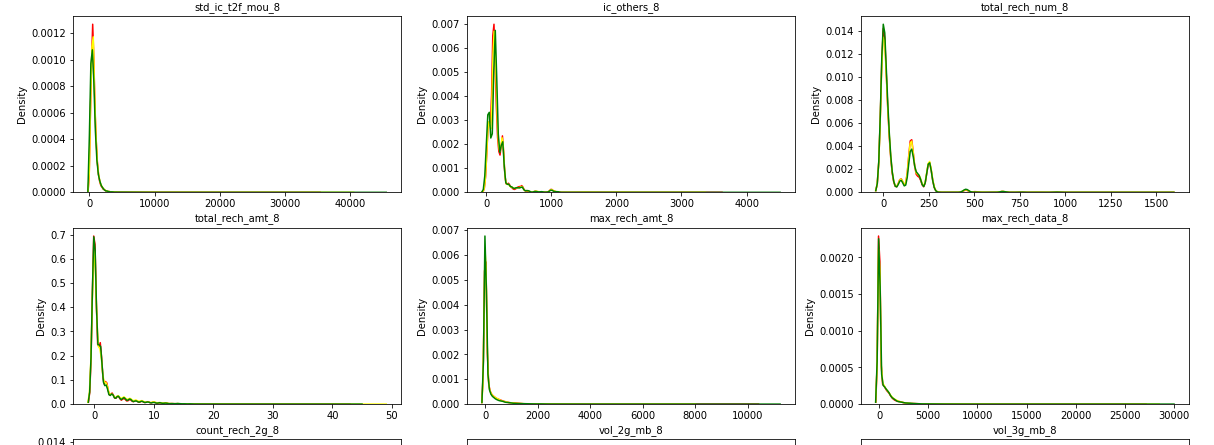 std_ic_t2f_mou_8
ic_others_8
total_rech_num_8
0.0012
0.0010
0.0008
0.0006
0.0004
0.0002
0.0000
Density
0 10000 20000 30000 40000
0.007
0.006
0.005
0.004
0.003
0.002
0.001
0.000
Density
0 1000 2000 3000 4000
0.014
0.012
0.010
0.008
0.006
0.004
0.002
0.000
Density
0 250 500 750 1000 1250 1500
total_rech_amt_8
max_rech_amt_8
max_rech_data_8
0.7
0.6
0.5
0.4
0.3
0.2
0.1
0.0
Density
0 10 20 30 40 50
0.007
0.006
0.005
0.004
0.003
0.002
0.001
0.000
Density
0 2000 4000 6000 8000 10000
0.0020
0.0015
0.0010
0.0005
0.0000
Density
0 5000 10000 15000 20000 25000 30000
count_rech_2g_8
vol_2g_mb_8
vol_3g_mb_8
0.014